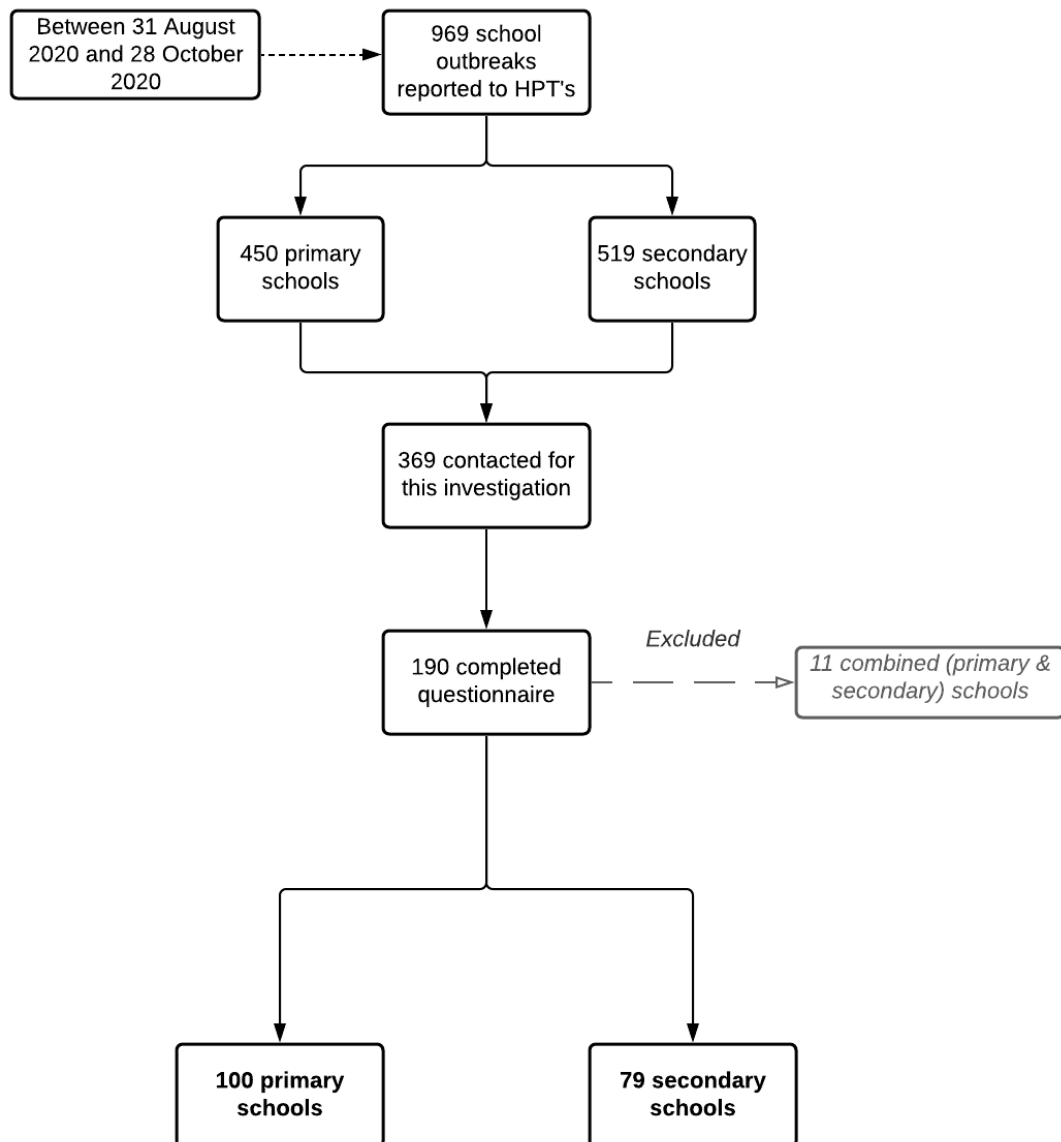 Between 31 August
2020 and 28 October
2020
969 school
outbreaks
reported to HPT's
450 primary
schools
519 secondary
schools
369 contacted for
this investigation
190 completed
questionnaire
Excluded
11 combined (primary &
secondary) schools
100 primary
schools
79 secondary
schools